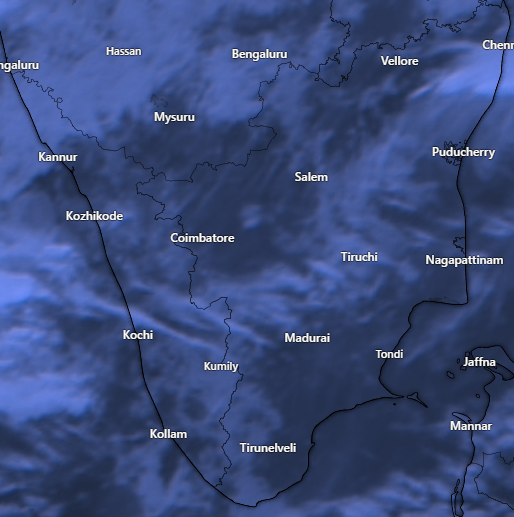 Chenn
Hassan
Bengaluru
Vellore
ngaluru
Mysuru
Puducherry
Kannur
Salem
Kozhikode
Coimbatore
Tiruchi
Nagapattinam
Kochi
Madurai
Tondi
Kumily
Jaffna
Mannar
Kollam
Tirunelveli